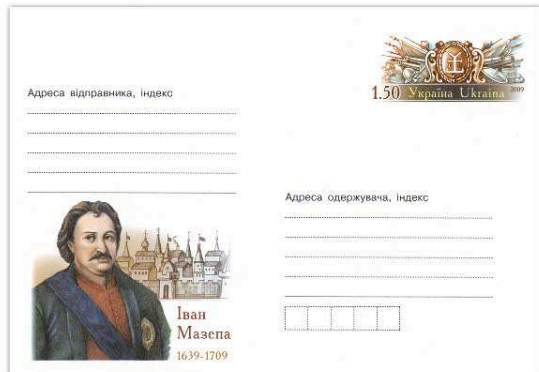 1.50 Україна Ukraina 2009
Адреса відправника, індекс
Адреса одержувача, індекс
Іван
Мазепа
1639-1709